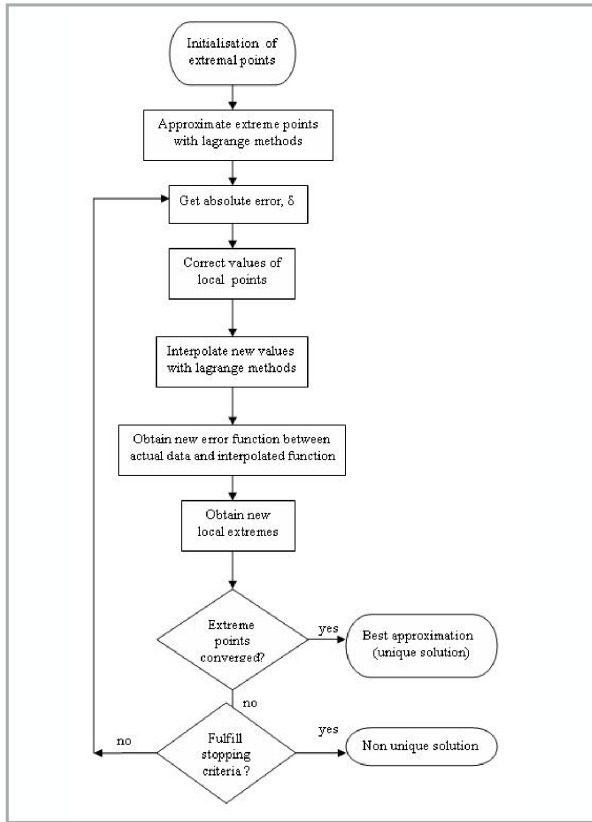 Initialisation of
extremal points
Approximate extreme points
with lagrange methods
Get absolute error, δ
Correct values of
local points
Interpolate new values
with lagrange methods
Obtain new error function between
actual data and interpolated function
Obtain new
local extremes
Extreme
points
converged?
yes
Best approximation
(unique solution)
no
Fulfill
stopping
criteria ?
yes
Non unique solution
no